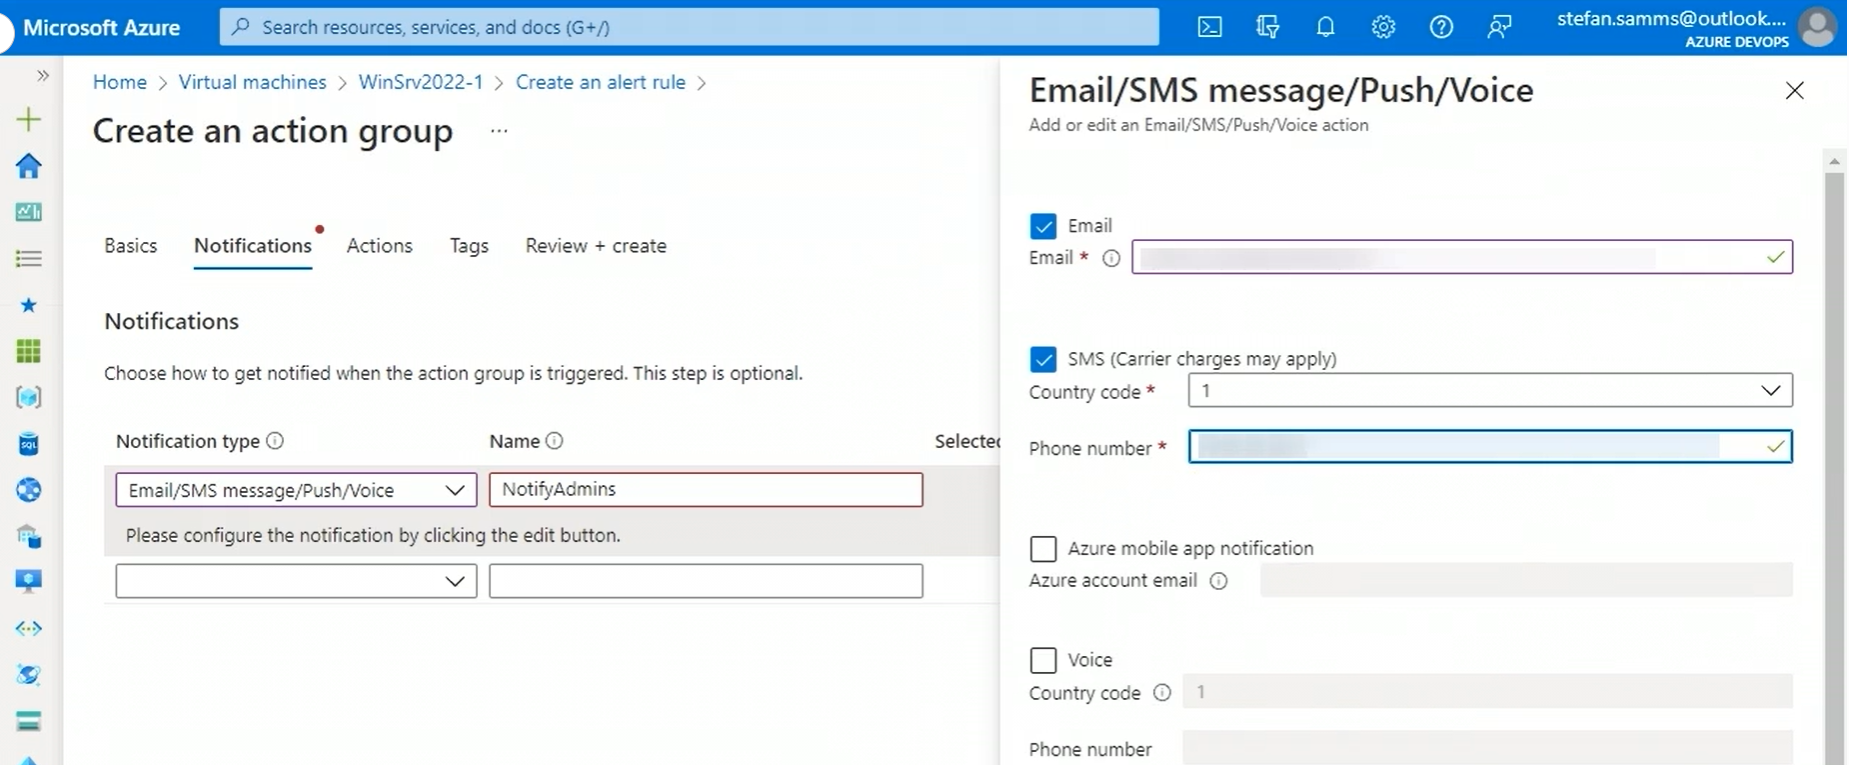 Microsoft Azure
Search resources, services, and docs (G+/)
stefan.samms@outlook....
AZURE DEVOPS
Home > Virtual machines > WinSrv2022-1 > Create an alert rule >
Create an action group ...
Basics Notifications Actions Tags Review + create
Notifications
Choose how to get notified when the action group is triggered. This step is optional.
Notification type Name Selected
Email/SMS message/Push/Voice NotifyAdmins
Please configure the notification by clicking the edit button.
SQL
Email/SMS message/Push/Voice
Add or edit an Email/SMS/Push/Voice action
Email
Email *
SMS (Carrier charges may apply)
Country code * 1
Phone number *
Azure mobile app notification
Azure account email
Voice
Country code 1
Phone number